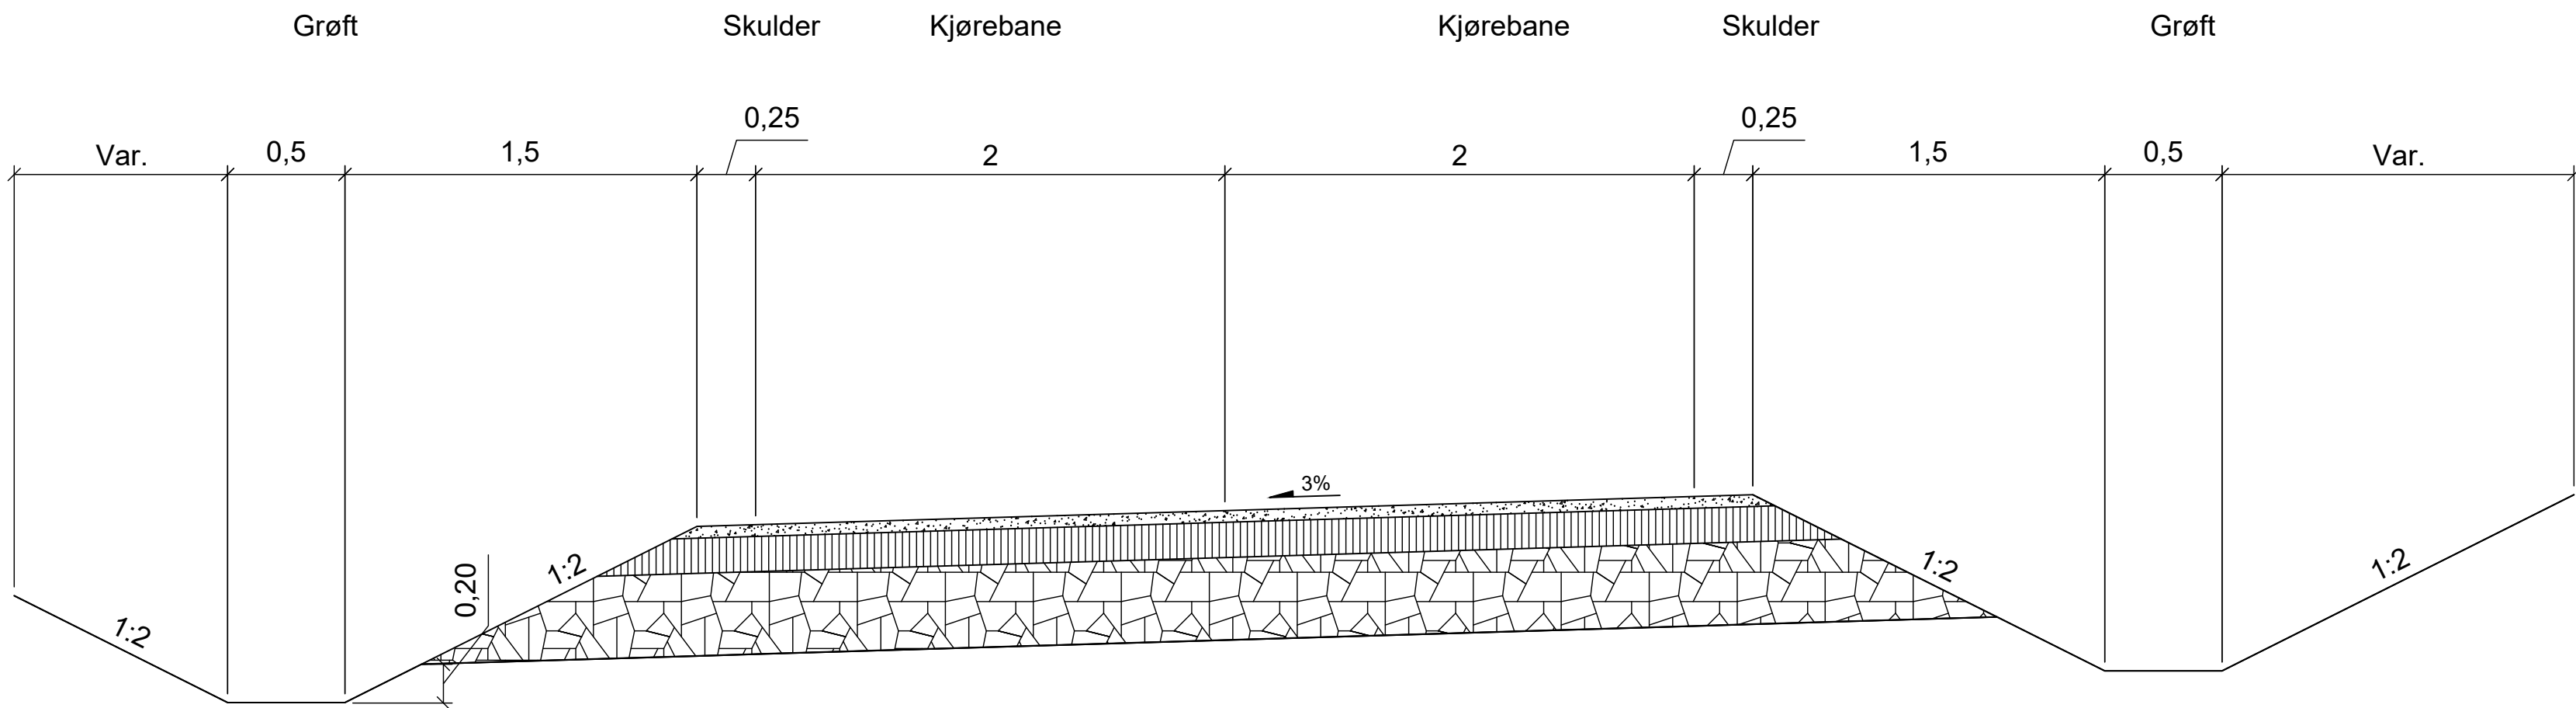 Grøft Skulder Kjørebane Kjørebane Skulder Grøft
0,25 0,25
Var. 0,5 1,5 2 2 1,5 0,5 Var.
3%
1:2 0,20 1:2 1:2 1:2